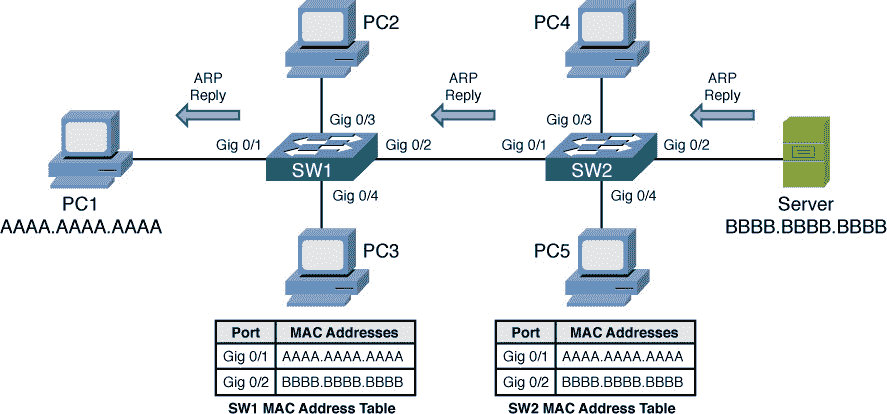 PC2
PC4
ARP
Reply
ARP
Reply
ARP
Reply
Gig 0/3
Gig 0/3
Gig 0/1
Gig 0/2
Gig 0/1
Gig 0/2
SW1
SW2
Gig 0/4
Gig 0/4
PC1
AAAA.AAAA.AAAA
Server
BBBB.BBBB.BBBB
PC3
PC5
Port MAC Addresses
Gig 0/1 AAAA.AAAA.AAAA
Gig 0/2 BBBB.BBBB.BBBB
SW1 MAC Address Table
Port MAC Addresses
Gig 0/1 AAAA.AAAA.AAAA
Gig 0/2 BBBB.BBBB.BBBB
SW2 MAC Address Table